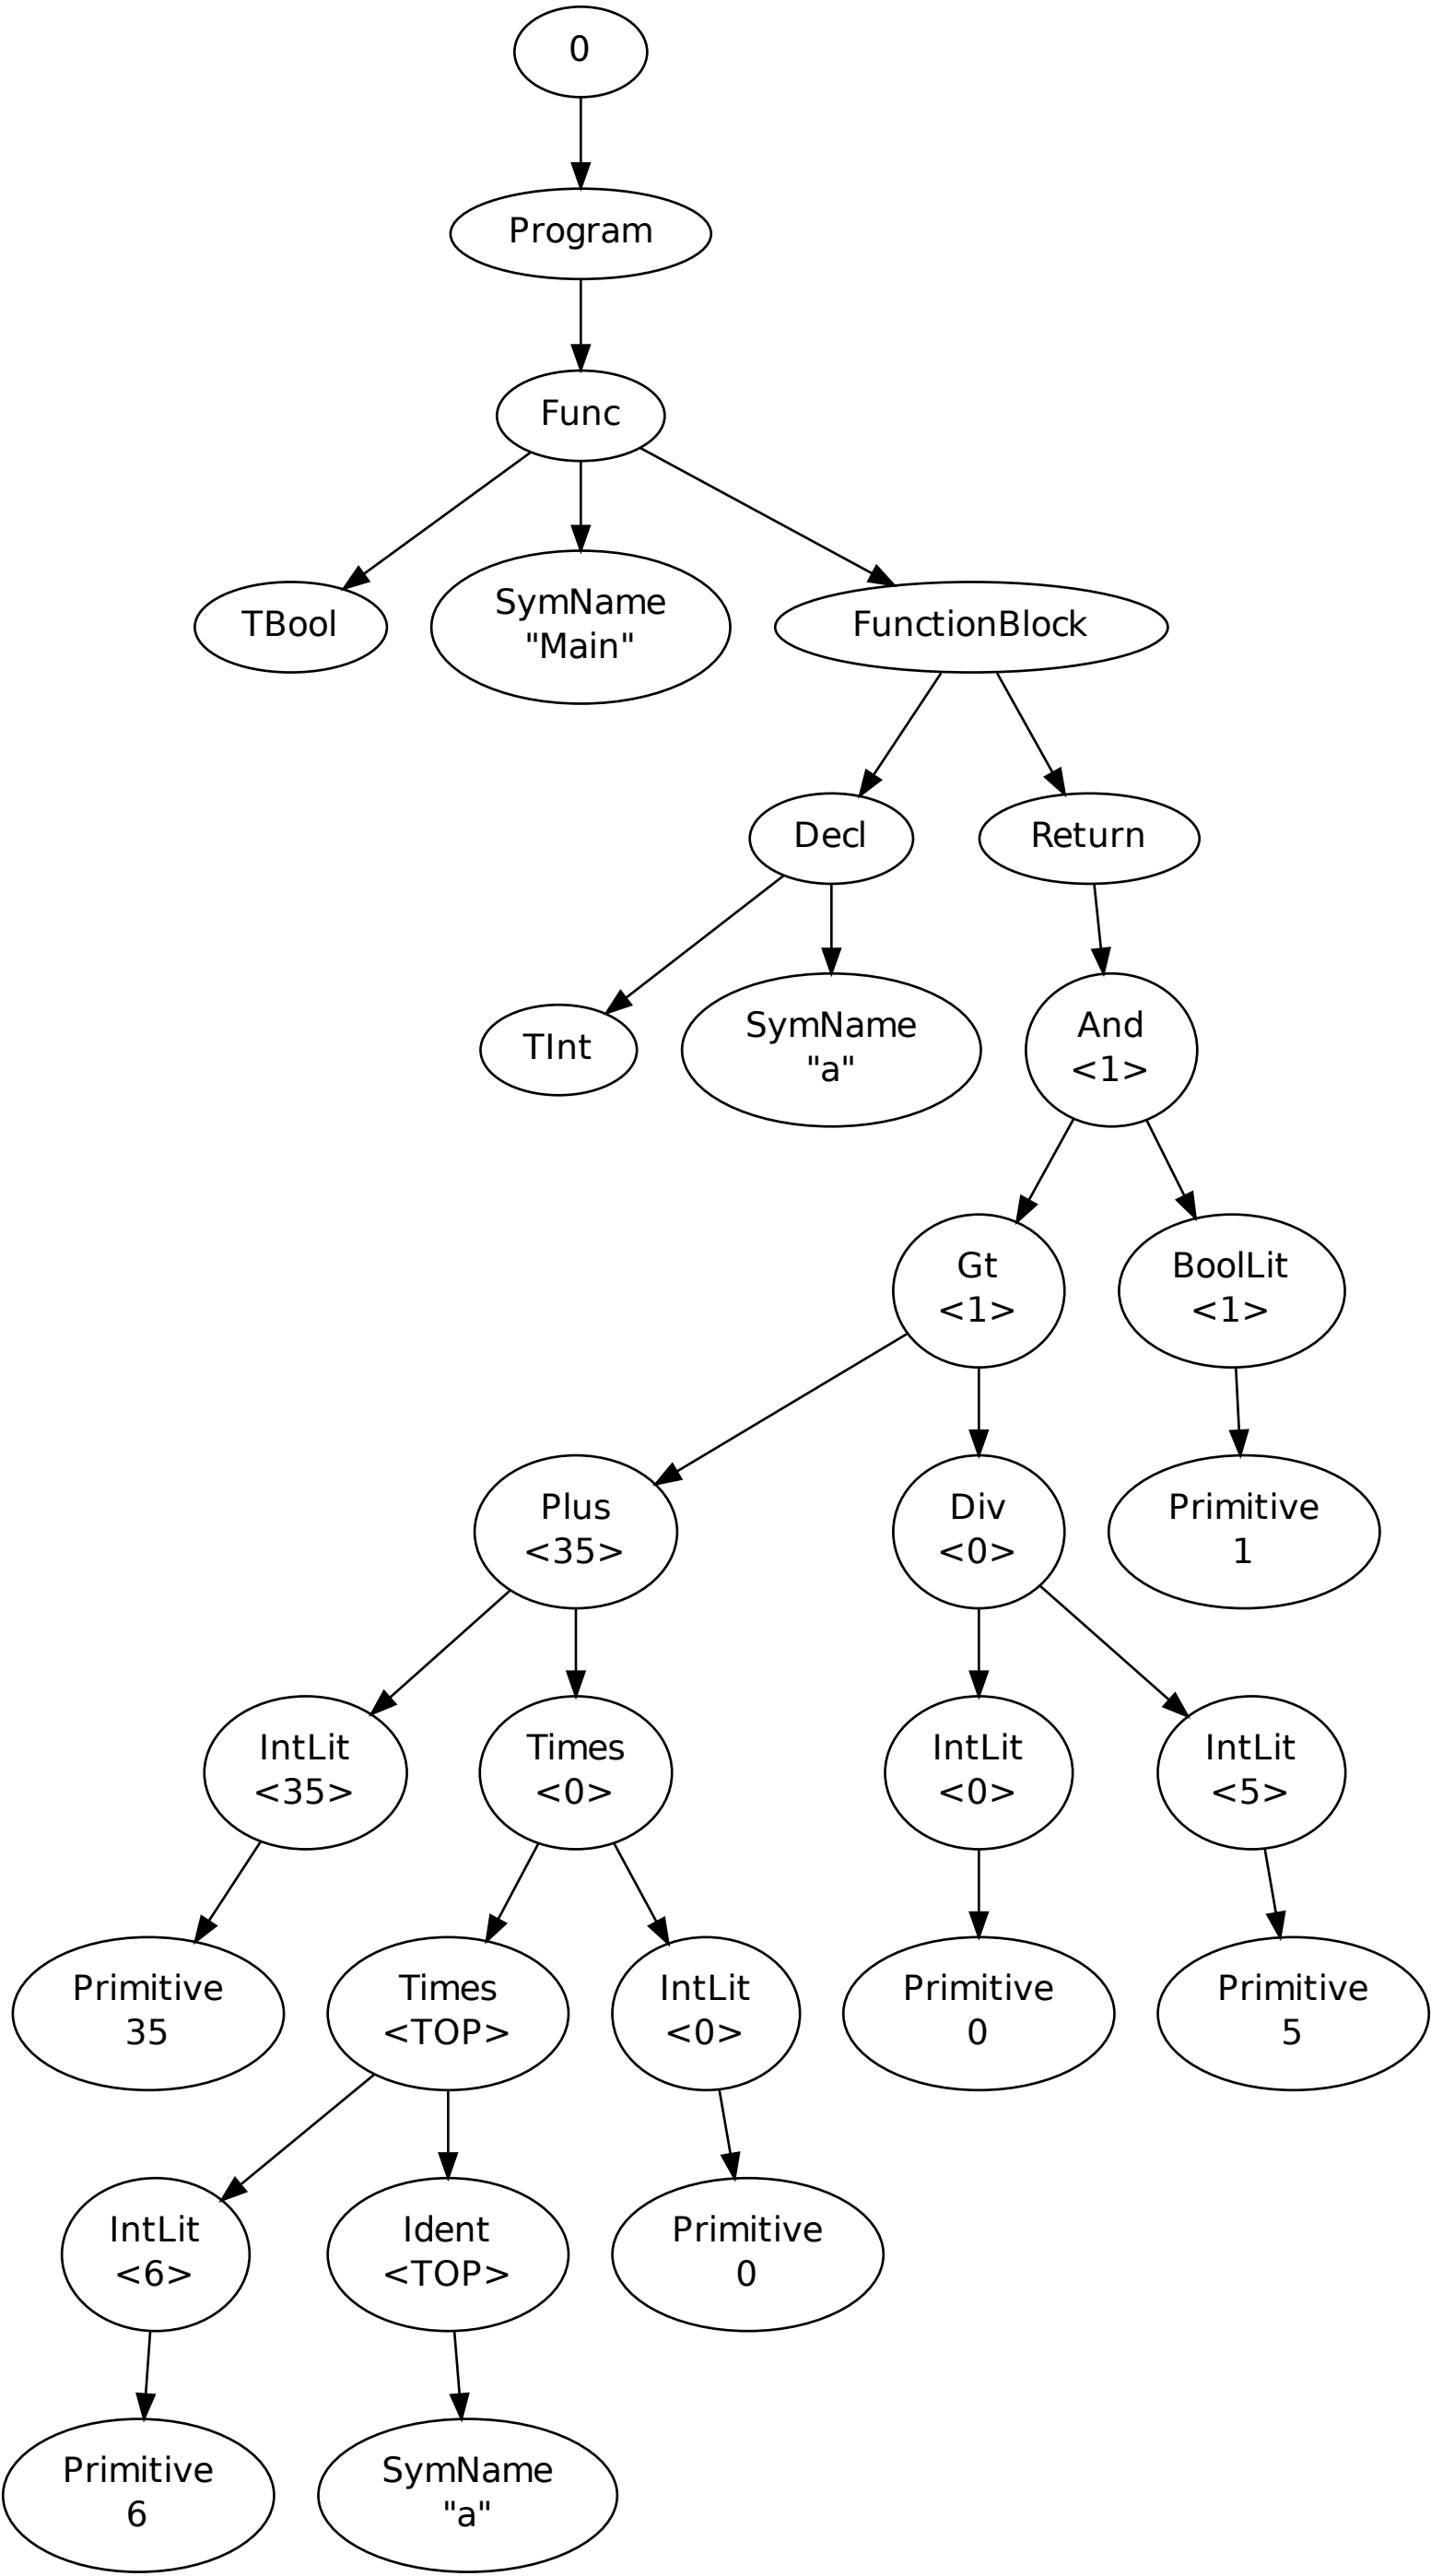 0
Program
Func
TBool
SymName
"Main"
FunctionBlock
Decl
Return
TInt
SymName
"a"
And
<1>
Gt
<1>
BoolLit
<1>
Plus
<35>
Div
<0>
Primitive
1
IntLit
<35>
Times
<0>
IntLit
<0>
IntLit
<5>
Primitive
35
Times
<TOP>
IntLit
<0>
Primitive
0
Primitive
5
IntLit
<6>
Ident
<TOP>
Primitive
0
Primitive
6
SymName
"a"